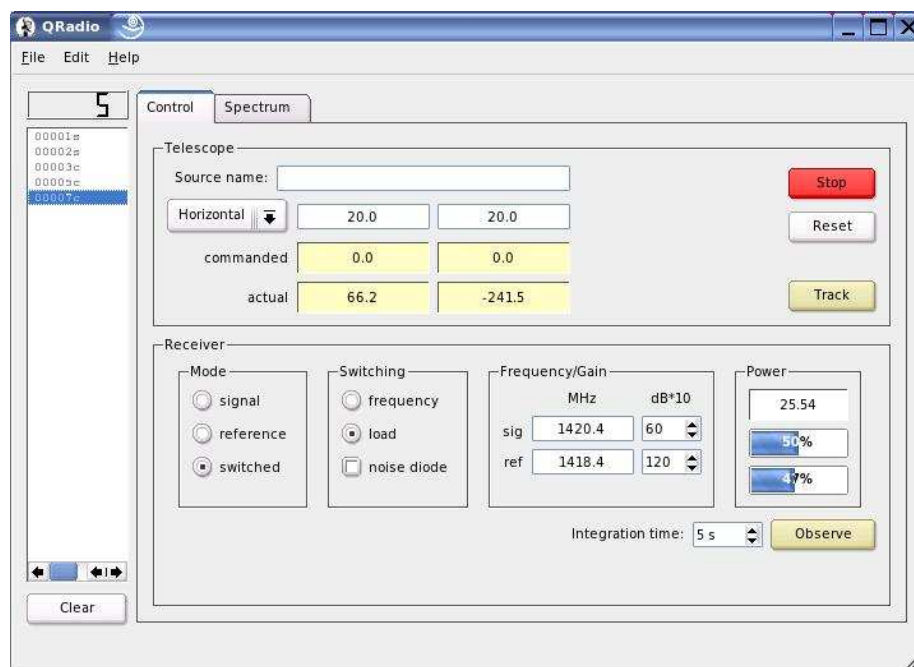 QRadio
File Edit Help
5
Control Spectrum
00001s
00002s
00003c
00005c
00007c
Telescope
Source name:
Stop
Horizontal 20.0 20.0
Reset
commanded 0.0 0.0
actual 66.2 -241.5
Track
Receiver
Mode
signal
reference
switched
Switching
frequency
load
noise diode
Frequency/Gain
MHz dB*10
sig 1420.4 60
ref 1418.4 120
Power
25.54
50%
47%
Integration time: 5 s Observe
Clear